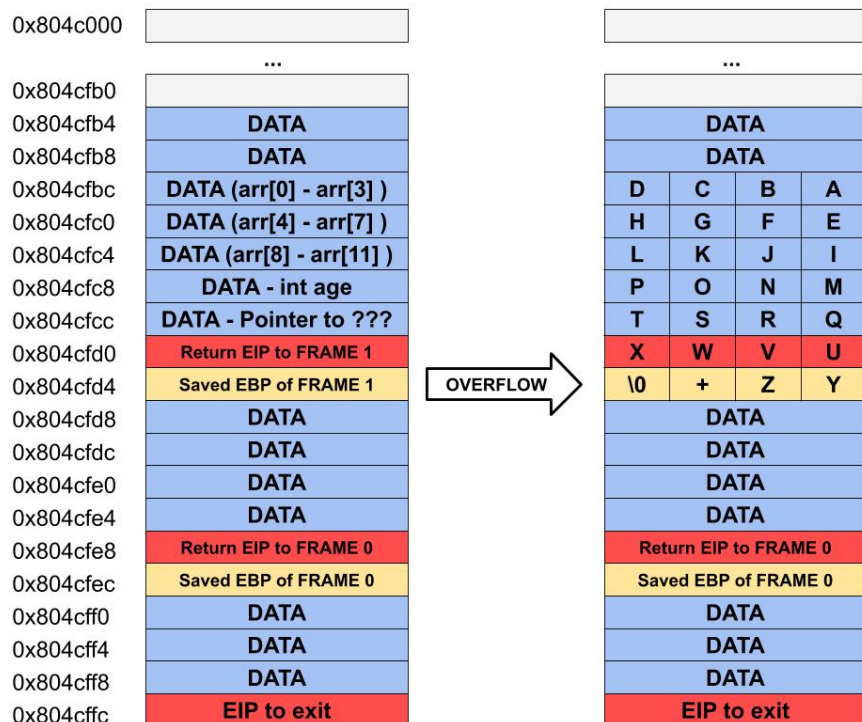 0x804c000
... ...
0x804cfb0
0x804cfb4 DATA DATA
0x804cfb8 DATA DATA
0x804cfbc DATA (arr[0] - arr[3] ) D C B A
0x804cfc0 DATA (arr[4] - arr[7] ) H G F E
0x804cfc4 DATA (arr[8] - arr[11] ) L K J I
0x804cfc8 DATA - int age P O N M
0x804cfcc DATA - Pointer to ??? T S R Q
0x804cfd0 Return EIP to FRAME 1 X W V U
0x804cfd4 Saved EBP of FRAME 1 OVERFLOW \0 + Z Y
0x804cfd8 DATA DATA
0x804cfdc DATA DATA
0x804cfe0 DATA DATA
0x804cfe4 DATA DATA
0x804cfe8 Return EIP to FRAME 0 Return EIP to FRAME 0
0x804cfec Saved EBP of FRAME 0 Saved EBP of FRAME 0
0x804cff0 DATA DATA
0x804cff4 DATA DATA
0x804cff8 DATA DATA
0x804cffc EIP to exit EIP to exit